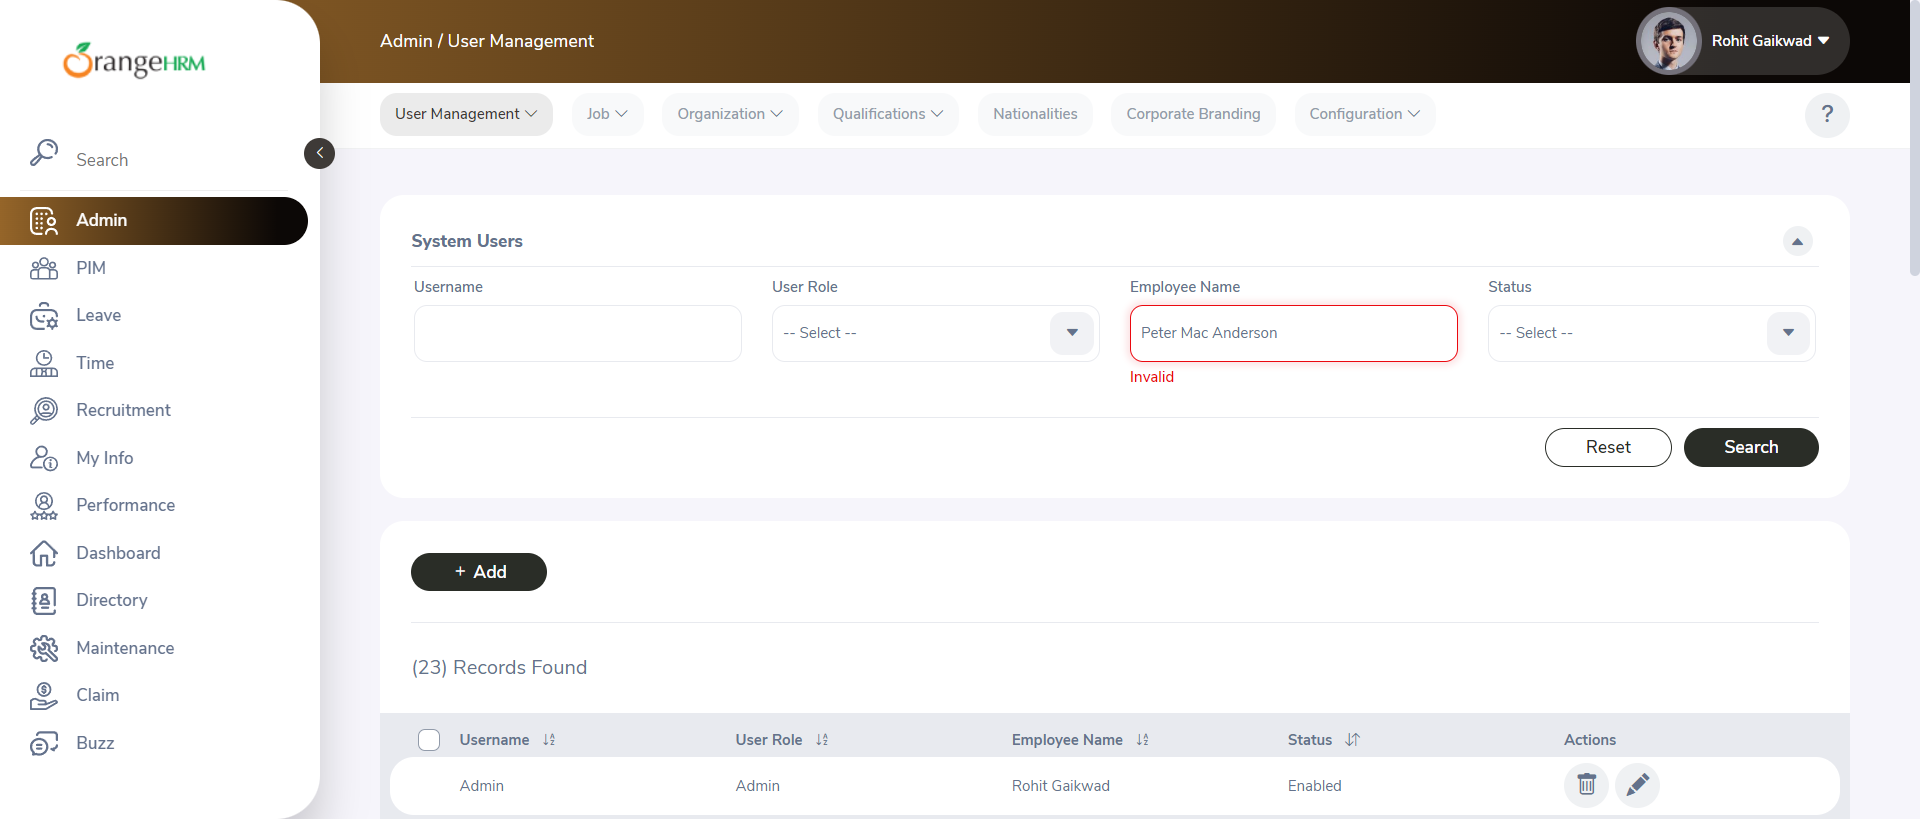 OrangeHRM
Admin / User Management
Rohit Gaikwad
User Management
Job
Organization
Qualifications
Nationalities
Corporate Branding
Configuration
?
Search
Admin
PIM
Leave
Time
Recruitment
My Info
Performance
Dashboard
Directory
Maintenance
Claim
Buzz
System Users
Username
User Role
Employee Name
Status
-- Select --
Peter Mac Anderson
-- Select --
Invalid
Reset
Search
+ Add
(23) Records Found
Username
User Role
Employee Name
Status
Actions
Admin
Admin
Rohit Gaikwad
Enabled